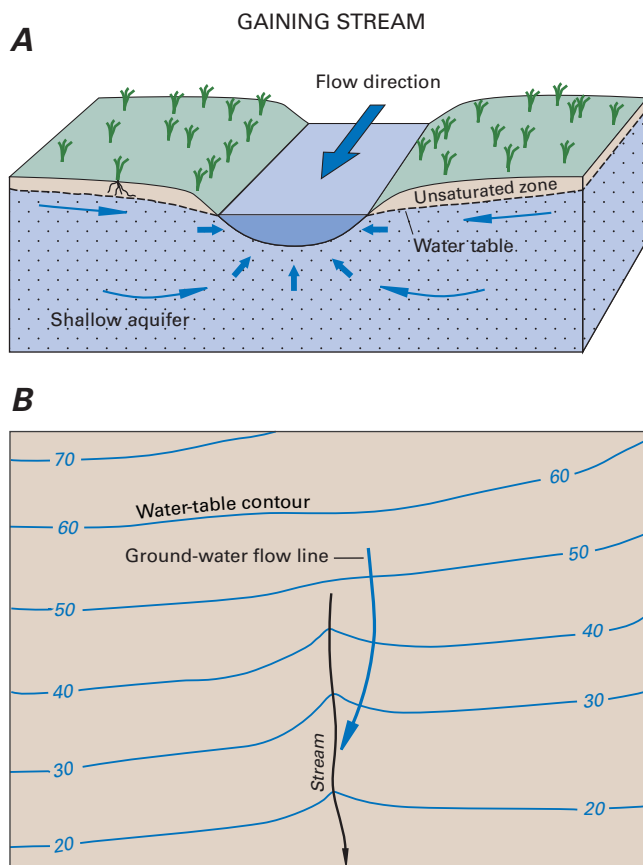 GAINING STREAM
A
Flow direction
Unsaturated zone
Water table
Shallow aquifer
B
70
60
Water-table contour
60
Ground-water flow line
50
50
40
40
30
30
Stream
20
20